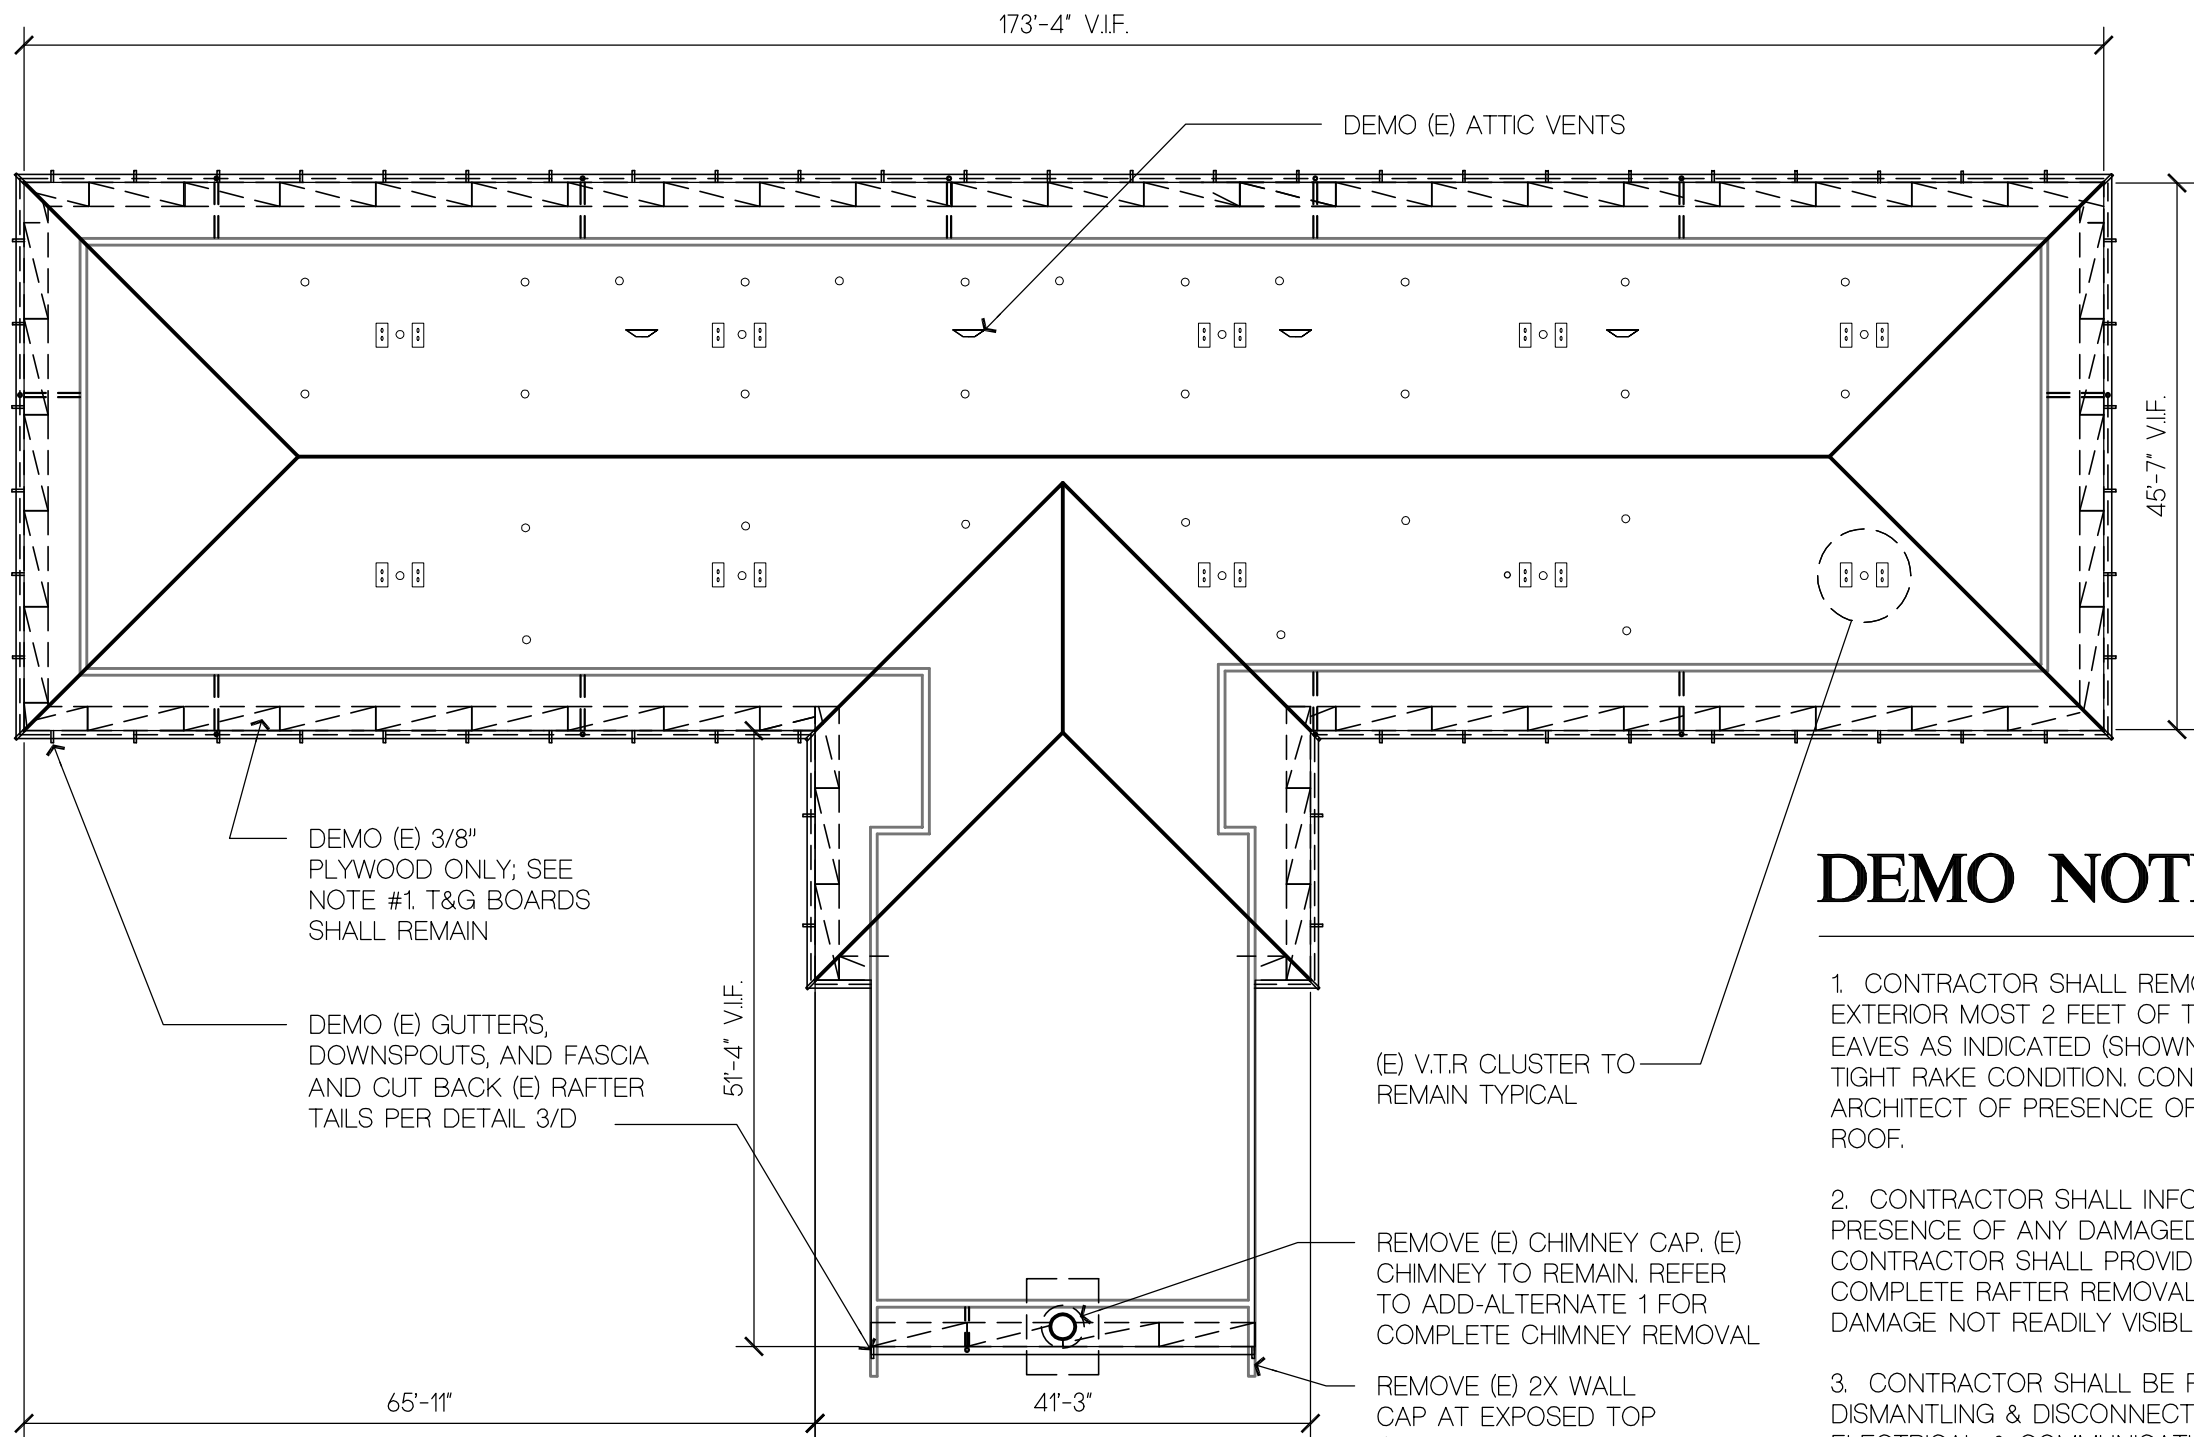 173'-4" V.I.F.
DEMO (E) ATTIC VENTS
45'-7" V.I.F.
DEMO (E) 3/8"
PLYWOOD ONLY; SEE
NOTE #1. T&G BOARDS
SHALL REMAIN
DEMO (E) GUTTERS,
DOWNSPOUTS, AND FASCIA
AND CUT BACK (E) RAFTER
TAILS PER DETAIL 3/D
51'-4" V.I.F.
(E) V.T.R CLUSTER TO
REMAIN TYPICAL
REMOVE (E) CHIMNEY CAP. (E)
CHIMNEY TO REMAIN. REFER
TO ADD-ALTERNATE 1 FOR
COMPLETE CHIMNEY REMOVAL
REMOVE (E) 2X WALL
CAP AT EXPOSED TOP
65'-11"
41'-3"
DEMO
1. CONTRACTOR SHALL
EXTERIOR MOST 2 FEET OF
EAVES AS INDICATED (SHOWN
TIGHT RAKE CONDITION.
ARCHITECT OF PRESENCE OF
ROOF.
2. CONTRACTOR SHALL
PRESENCE OF ANY DAMAGED
CONTRACTOR SHALL
COMPLETE RAFTER REMOVAL
DAMAGE NOT READILY
3. CONTRACTOR SHALL BE
DISMANTLING &